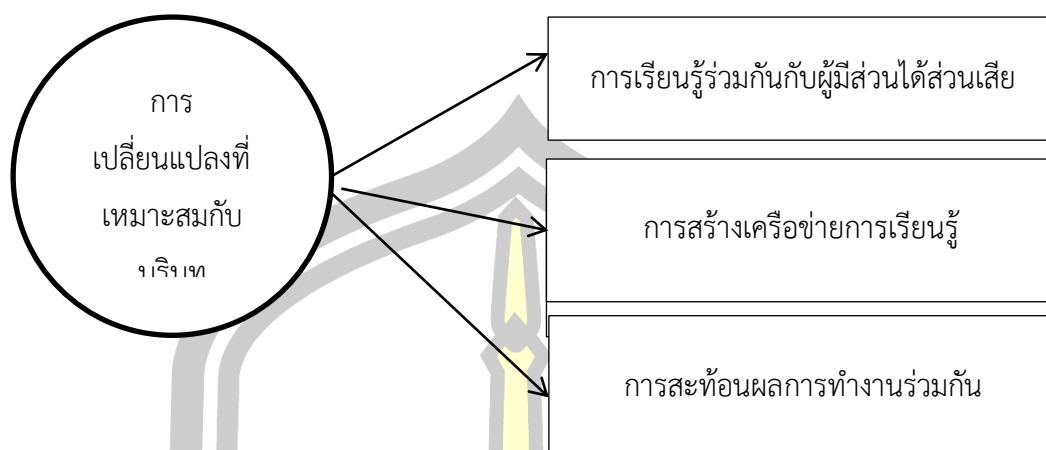 การ
เปลี่ยนแปลงที่
เหมาะสมกับ
บริบท
การเรียนรู้ร่วมกันกับผู้มีส่วนได้ส่วนเสีย
การสร้างเครือข่ายการเรียนรู้
การสะท้อนผลการทำงานร่วมกัน